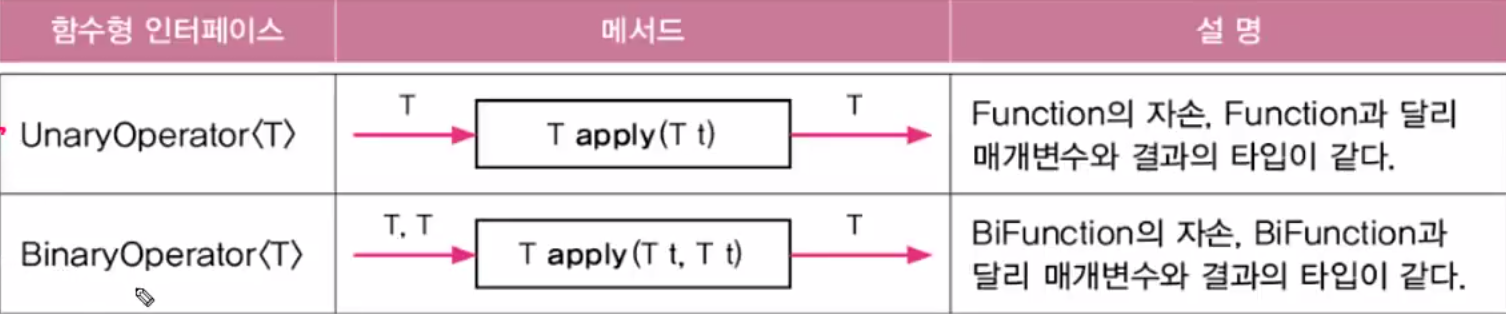 함수형 인터페이스
메서드
설 명
UnaryOperator〈T〉
T
T apply(T t)
T
Function의 자손, Function과 달리
매개변수와 결과의 타입이 같다.
BinaryOperator〈T〉
T, T
T apply(T t, T t)
T
BiFunction의 자손, BiFunction과
달리 매개변수와 결과의 타입이 같다.